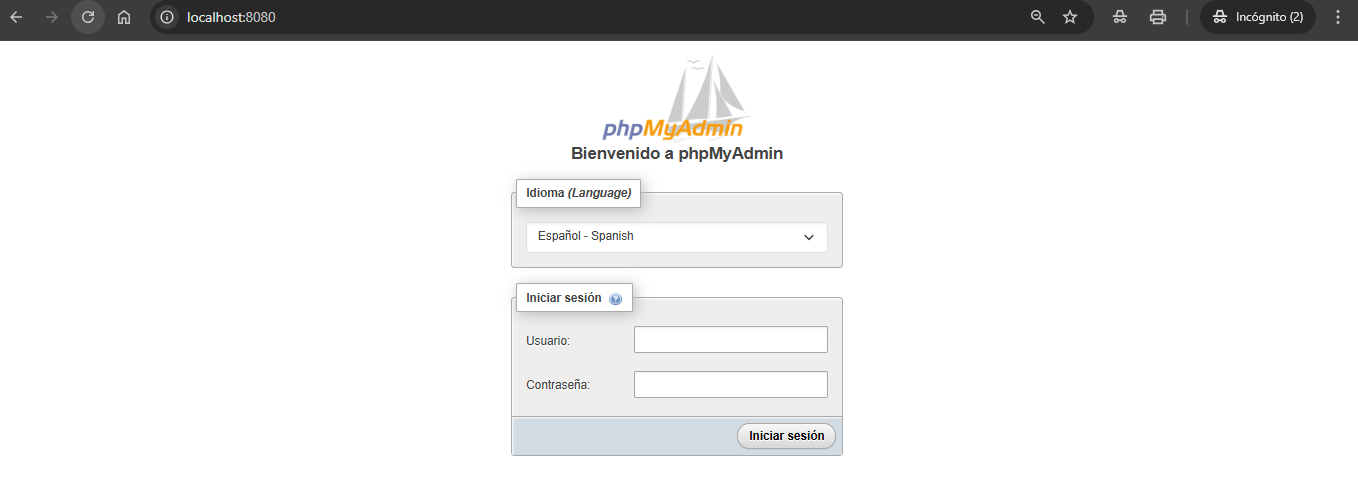 localhost:8080
Incógnito (2)
phpMyAdmin
Bienvenido a phpMyAdmin
Idioma (Language)
Español - Spanish
Iniciar sesión
Usuario:
Contraseña:
Iniciar sesión